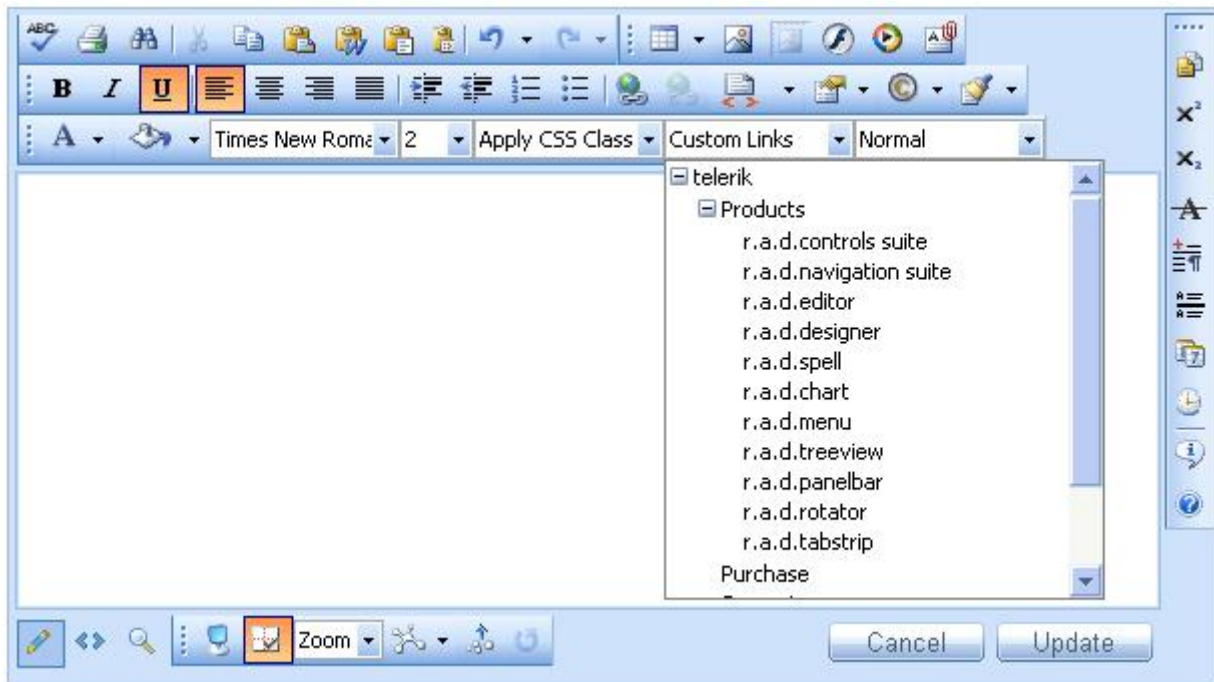 ABC
B I U
A Times New Roma 2 Apply CSS Class Custom Links Normal
telerik
Products
r.a.d.controls suite
r.a.d.navigation suite
r.a.d.editor
r.a.d.designer
r.a.d.spell
r.a.d.chart
r.a.d.menu
r.a.d.treeview
r.a.d.panelbar
r.a.d.rotator
r.a.d.tabstrip
Purchase
Zoom
Cancel Update